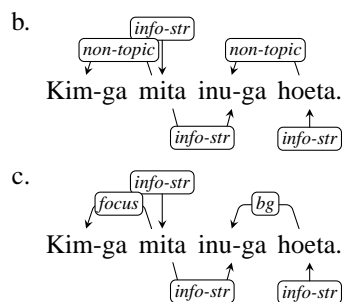 b.
info-str
non-topic non-topic
Kim-ga mita inu-ga hoeta.
info-str info-str
c.
info-str
focus bg
Kim-ga mita inu-ga hoeta.
info-str info-str